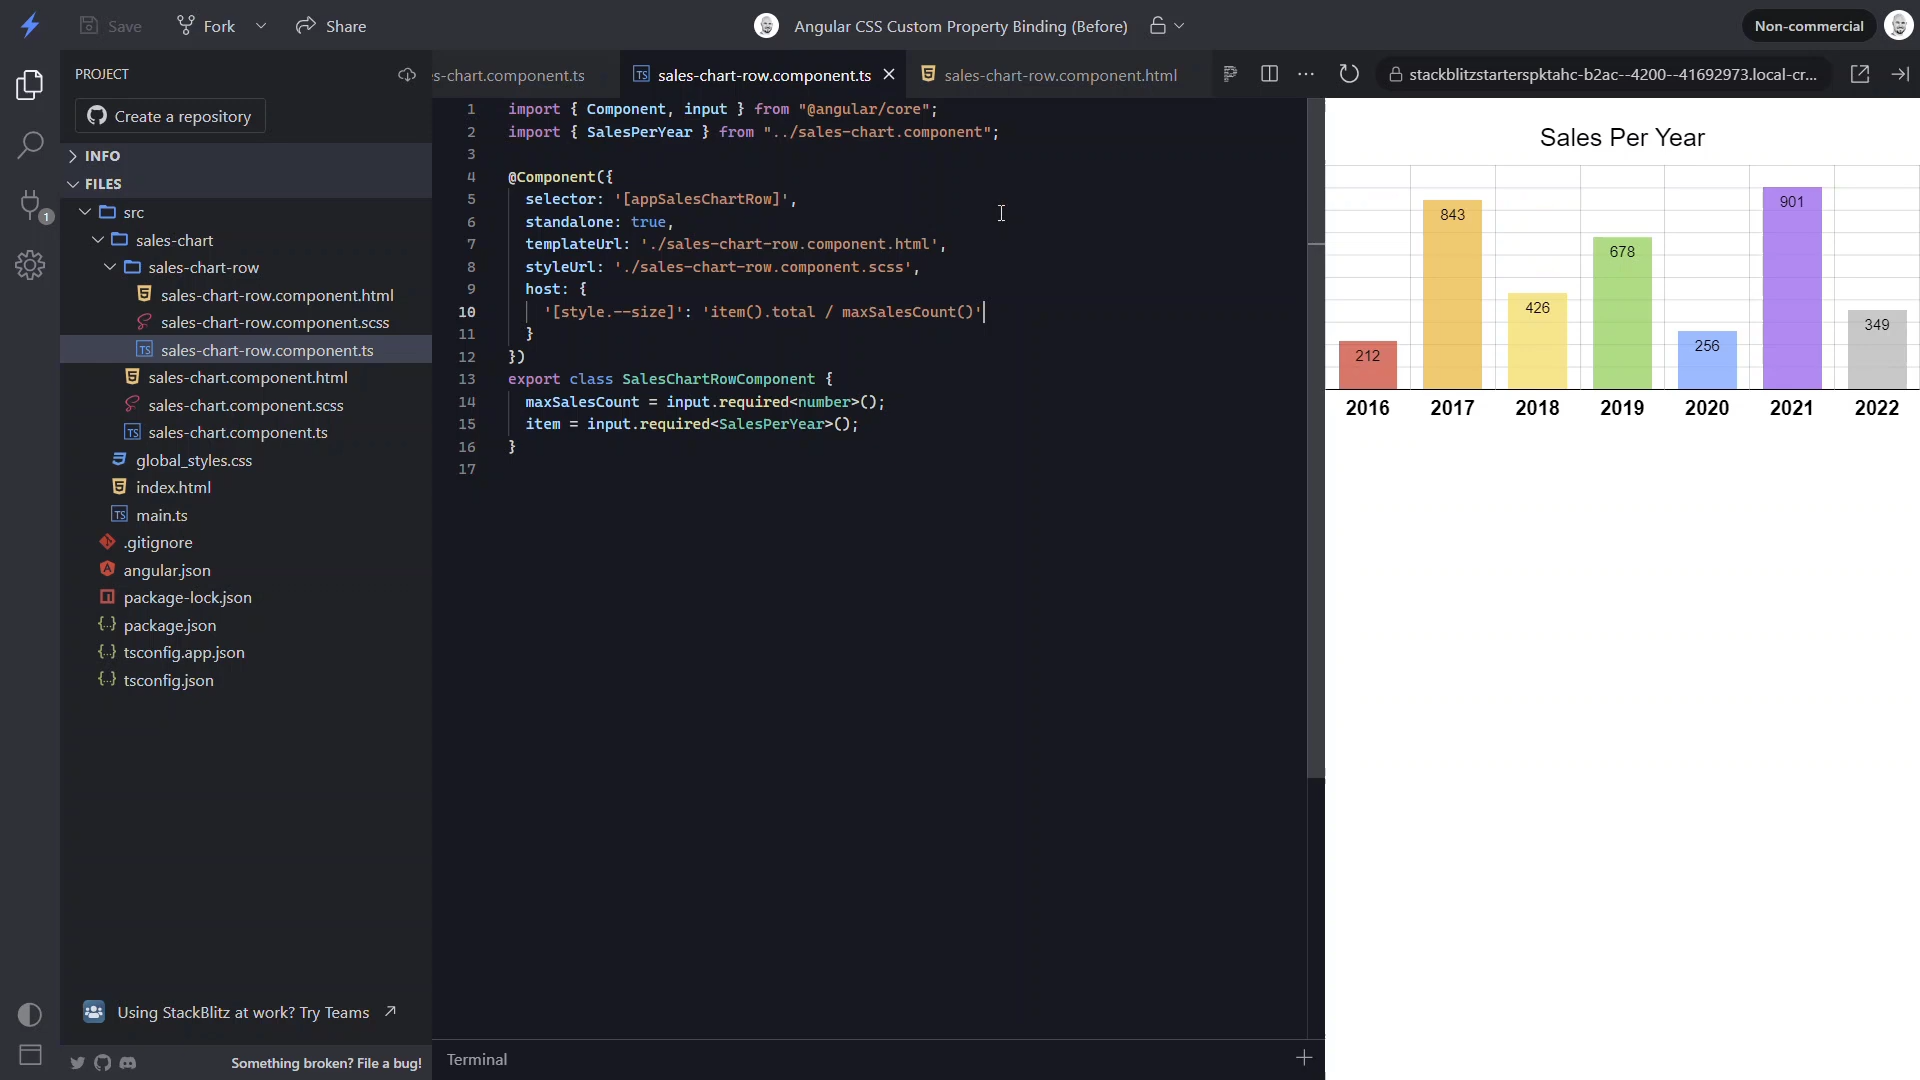 Save
Fork
Share
Angular CSS Custom Property Binding (Before)
Non-commercial
PROJECT
s-chart.component.ts
TS sales-chart-row.component.ts
sales-chart-row.component.html
stackblitzstarterspktahc-b2ac--4200--41692973.local-cr...
Create a repository
INFO
FILES
src
sales-chart
sales-chart-row
sales-chart-row.component.html
sales-chart-row.component.scss
TS sales-chart-row.component.ts
sales-chart.component.html
sales-chart.component.scss
TS sales-chart.component.ts
global_styles.css
index.html
TS main.ts
.gitignore
angular.json
package-lock.json
package.json
tsconfig.app.json
tsconfig.json
1
Using StackBlitz at work? Try Teams
Something broken? File a bug!
1 import { Component, input } from "@angular/core";
2 import { SalesPerYear } from "../sales-chart.component";
3
4 @Component({
5 selector: '[appSalesChartRow]',
6 standalone: true,
7 templateUrl: './sales-chart-row.component.html',
8 styleUrl: './sales-chart-row.component.scss',
9 host: {
10 '[style.--size]': 'item().total / maxSalesCount()'
11 }
12 })
13 export class SalesChartRowComponent {
14 maxSalesCount = input.required<number>();
15 item = input.required<SalesPerYear>();
16 }
17
Terminal
Sales Per Year
212
843
426
678
256
901
349
2016 2017 2018 2019 2020 2021 2022